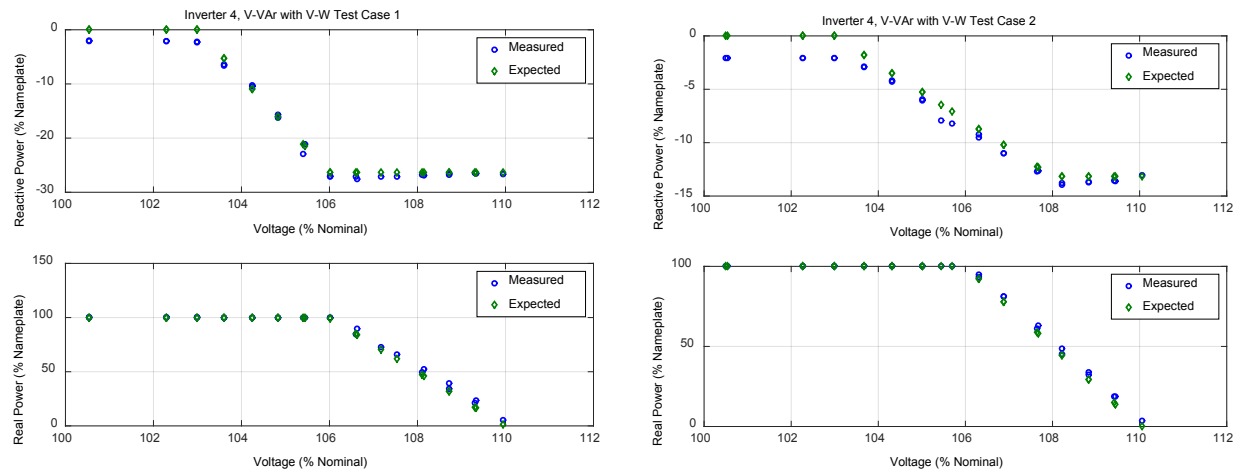 Inverter 4, V-VAr with V-W Test Case 1
0
-10
-20
-30
Reactive Power (% Nameplate)
Measured
Expected
100 102 104 106 108 110 112
Voltage (% Nominal)
150
100
50
0
Real Power (% Nameplate)
Measured
Expected
100 102 104 106 108 110 112
Voltage (% Nominal)
Inverter 4, V-VAr with V-W Test Case 2
0
-5
-10
-15
Reactive Power (% Nameplate)
Measured
Expected
100 102 104 106 108 110 112
Voltage (% Nominal)
100
50
0
Real Power (% Nameplate)
Measured
Expected
100 102 104 106 108 110 112
Voltage (% Nominal)